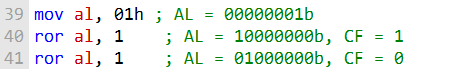 39 mov al, 01h ; AL = 00000001b
40 ror al, 1 ; AL = 10000000b, CF = 1
41 ror al, 1 ; AL = 01000000b, CF = 0